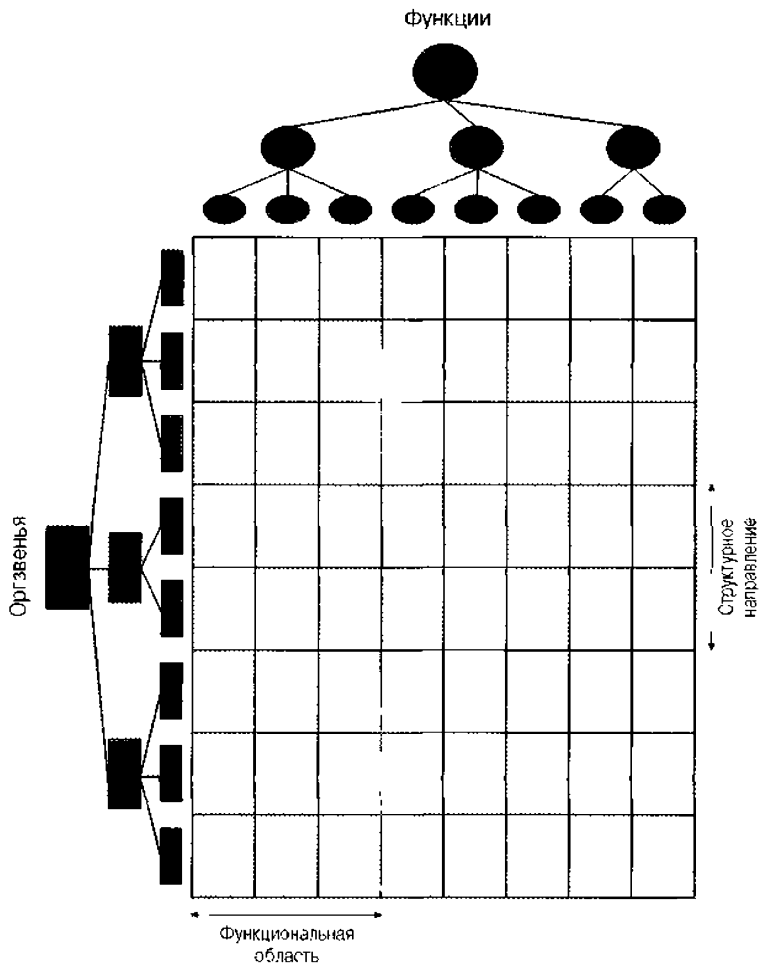 Функции
Оргзвенья
Структурное
направление
Функциональная
область